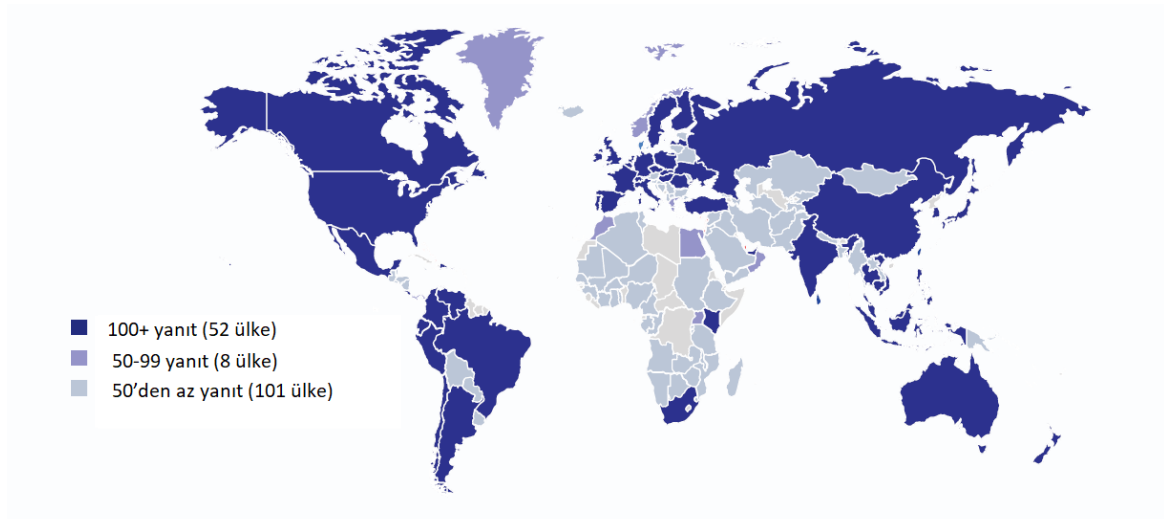 100+ yanıt (52 ülke)
50-99 yanıt (8 ülke)
50’den az yanıt (101 ülke)